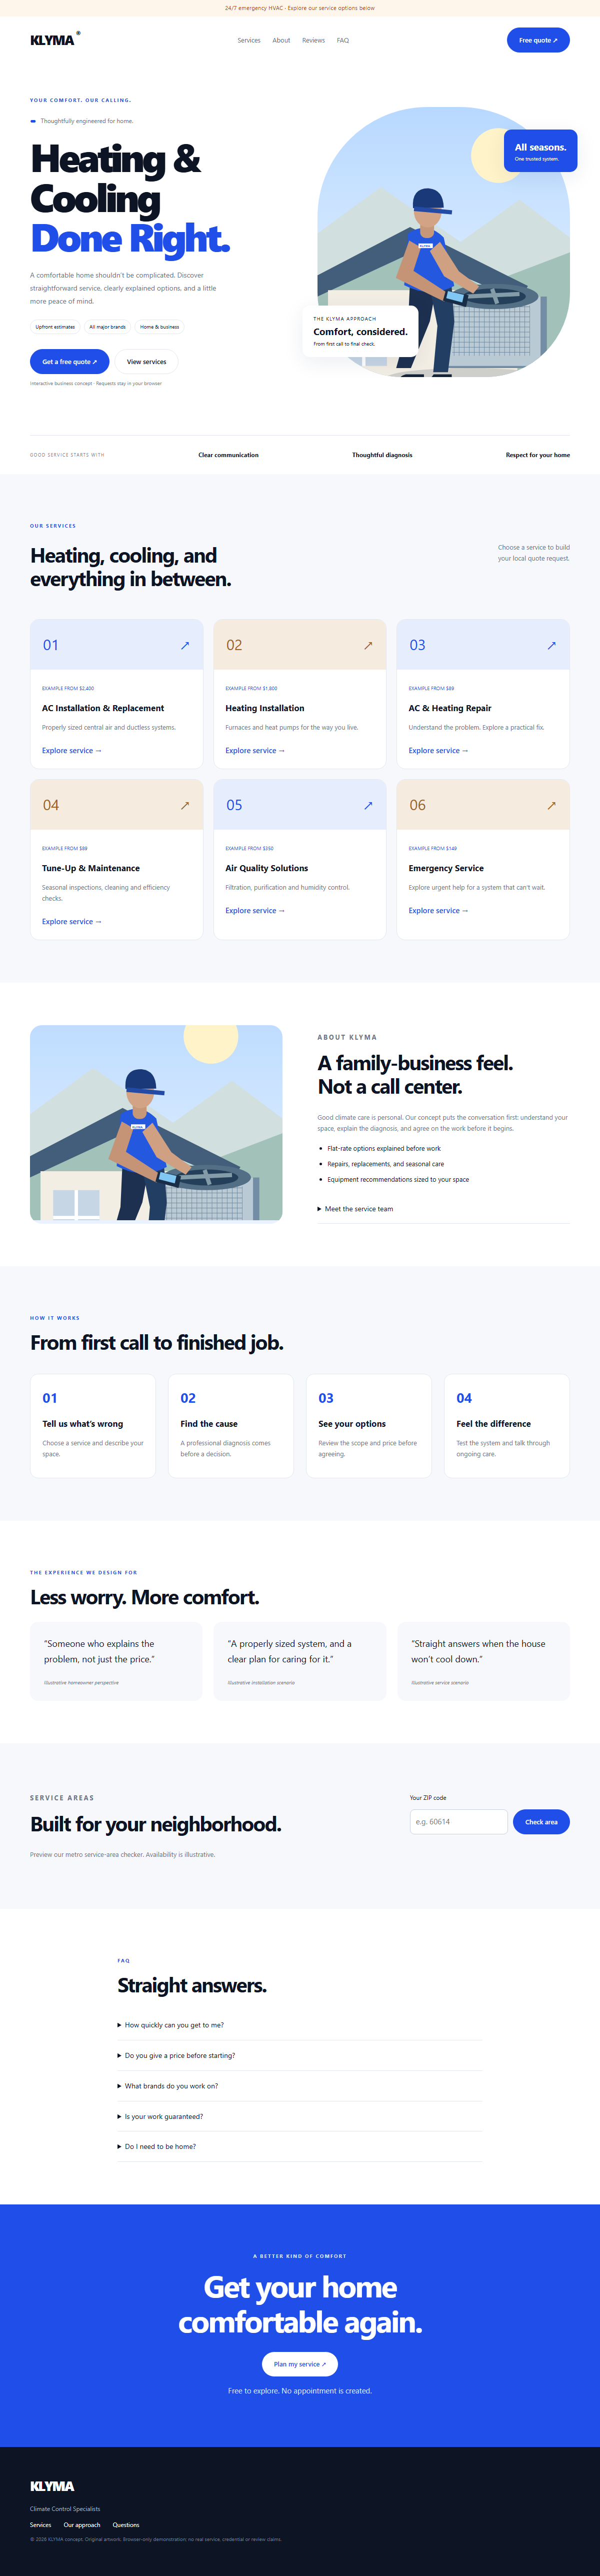 24/7 emergency HVAC · Explore our service options below
KLYMA®
Services About Reviews FAQ
Free quote ↗
YOUR COMFORT. OUR CALLING.
Thoughtfully engineered for home.
Heating &
Cooling
Done Right.
A comfortable home shouldn't be complicated. Discover
straightforward service, clearly explained options, and a little
more peace of mind.
Upfront estimates All major brands Home & business
Get a free quote ↗ View services
Interactive business concept · Requests stay in your browser
All seasons.
One trusted system.
KLYMA
THE KLYMA APPROACH
Comfort, considered.
From first call to final check.
GOOD SERVICE STARTS WITH Clear communication Thoughtful diagnosis Respect for your home
OUR SERVICES
Heating, cooling, and
everything in between.
Choose a service to build
your local quote request.
01 ↗
EXAMPLE FROM $2,400
AC Installation & Replacement
Properly sized central air and ductless systems.
Explore service →
02 ↗
EXAMPLE FROM $1,800
Heating Installation
Furnaces and heat pumps for the way you live.
Explore service →
03 ↗
EXAMPLE FROM $89
AC & Heating Repair
Understand the problem. Explore a practical fix.
Explore service →
04 ↗
EXAMPLE FROM $89
Tune-Up & Maintenance
Seasonal inspections, cleaning and efficiency
checks.
Explore service →
05 ↗
EXAMPLE FROM $350
Air Quality Solutions
Filtration, purification and humidity control.
Explore service →
06 ↗
EXAMPLE FROM $149
Emergency Service
Explore urgent help for a system that can't wait.
Explore service →
KLYMA
ABOUT KLYMA
A family-business feel.
Not a call center.
Good climate care is personal. Our concept puts the conversation first: understand your
space, explain the diagnosis, and agree on the work before it begins.
• Flat-rate options explained before work
• Repairs, replacements, and seasonal care
• Equipment recommendations sized to your space
▶ Meet the service team
HOW IT WORKS
From first call to finished job.
01
Tell us what's wrong
Choose a service and describe your
space.
02
Find the cause
A professional diagnosis comes
before a decision.
03
See your options
Review the scope and price before
agreeing.
04
Feel the difference
Test the system and talk through
ongoing care.
THE EXPERIENCE WE DESIGN FOR
Less worry. More comfort.
"Someone who explains the
problem, not just the price."
Illustrative homeowner perspective
"A properly sized system, and a
clear plan for caring for it."
Illustrative installation scenario
"Straight answers when the house
won't cool down."
Illustrative service scenario
SERVICE AREAS
Built for your neighborhood.
Preview our metro service-area checker. Availability is illustrative.
Your ZIP code
e.g. 60614
Check area
FAQ
Straight answers.
▶ How quickly can you get to me?
▶ Do you give a price before starting?
▶ What brands do you work on?
▶ Is your work guaranteed?
▶ Do I need to be home?
A BETTER KIND OF COMFORT
Get your home
comfortable again.
Plan my service ↗
Free to explore. No appointment is created.
KLYMA
Climate Control Specialists
Services Our approach Questions
© 2026 KLYMA concept. Original artwork. Browser-only demonstration: no real service, credential or review claims.